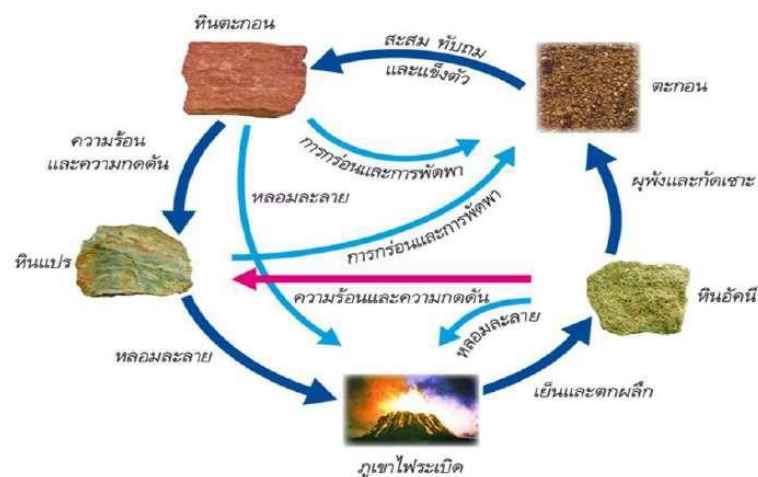 หินตะกอน
สะสม ทับถม
และแข็งตัว
ตะกอน
ความร้อน
และความกดดัน
การกร่อนและการพัดพา
หลอมละลาย
ผุพังและกัดเซาะ
การกร่อนและการพัดพา
หินแปร
ความร้อนและความกดดัน
หินอัคนี
หลอมละลาย
หลอมละลาย
เย็นและตกผลึก
ภูเขาไฟระเบิด